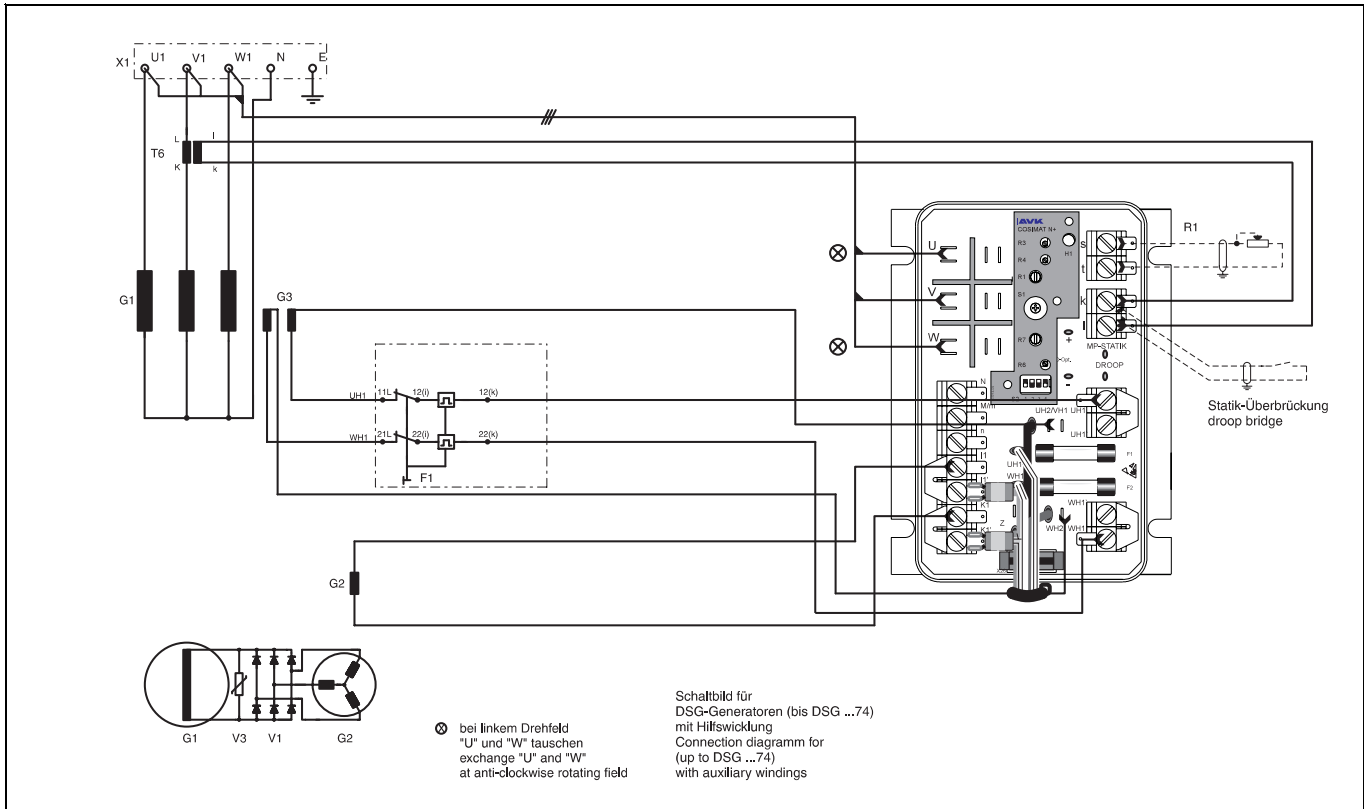 X1 U1 V1 W1 N E
L l
T6
K k
AVK
COSIMAT N+
R3 H1
R4
R1
S1
R7
R6
U
V
W
R1
s
t
k
l
MP-STATIK
DROOP
+
-
Statik-Überbrückung
droop bridge
G1
G3
UH1 11L 12(i) 12(k)
WH1 21L 22(i) 22(k)
F1
N
M/m
n
I1
I1'
K1
K1'
UH2/VH1 UH1
UH1
UH1
WH1
F1
F2
WH1
WH2 WH1
Z
G2
G1 V3 V1 G2
⊗ bei linkem Drehfeld
"U" und "W" tauschen
exchange "U" and "W"
at anti-clockwise rotating field
Schaltbild für
DSG-Generatoren (bis DSG ...74)
mit Hilfswicklung
Connection diagramm for
(up to DSG ...74)
with auxiliary windings